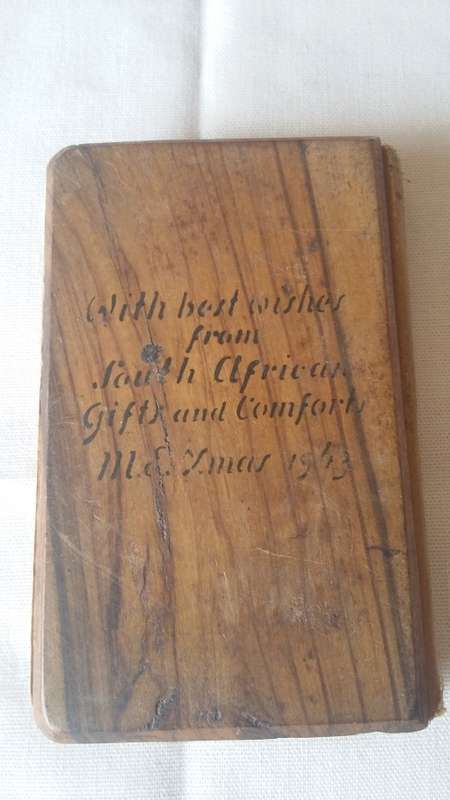 With best wishes
from
South African
Gifts and Comforts
M.E. Xmas 1943